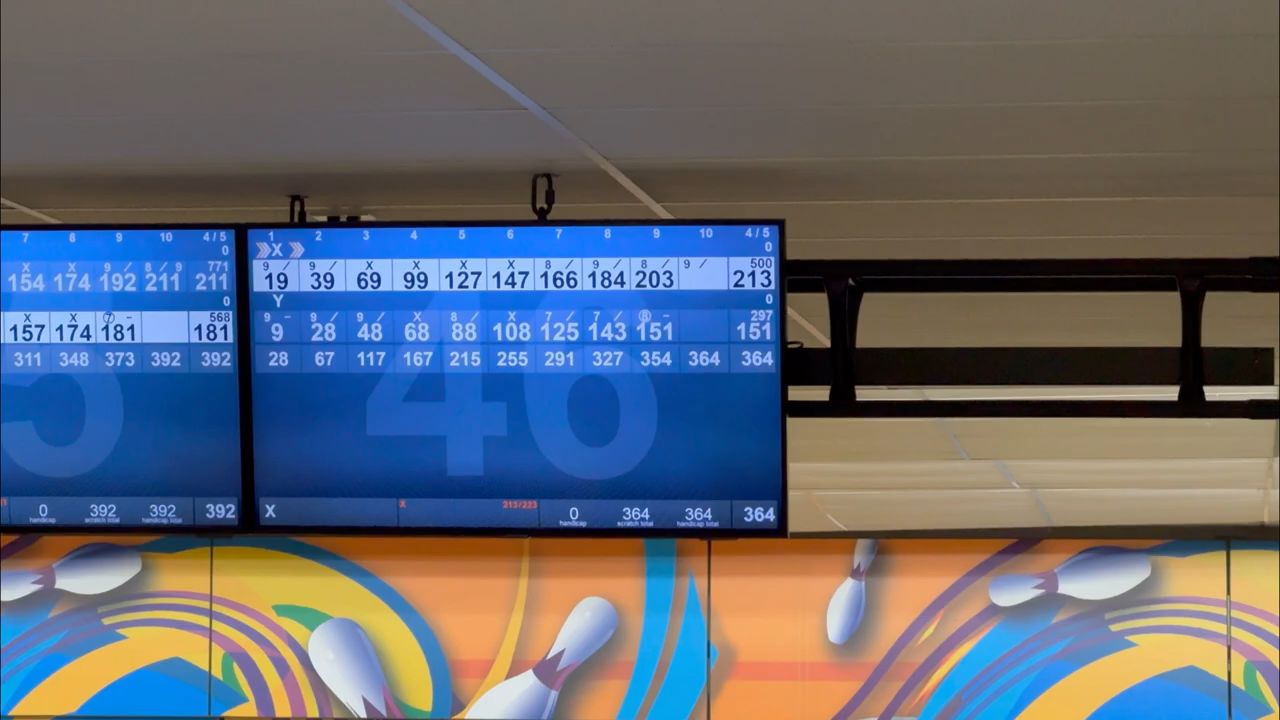 7 8 9 10 4/5
0
X X 9 / 8 / 9 771
154 174 192 211 211
0
X X ⑦ - 568
157 174 181 181
311 348 373 392 392
5
0 392 392 392
handicap scratch total handicap total
1 2 3 4 5 6 7 8 9 10 4/5
X 0
9 / 9 / X X X X 8 / 9 / 8 / 9 / 500
19 39 69 99 127 147 166 184 203 213
Y 0
9 - 9 / 9 / X 8 / X 7 / 7 / ⑧ - 297
9 28 48 68 88 108 125 143 151 151
28 67 117 167 215 255 291 327 354 364 364
46
X X 213/223 0 364 364 364
handicap scratch total handicap total